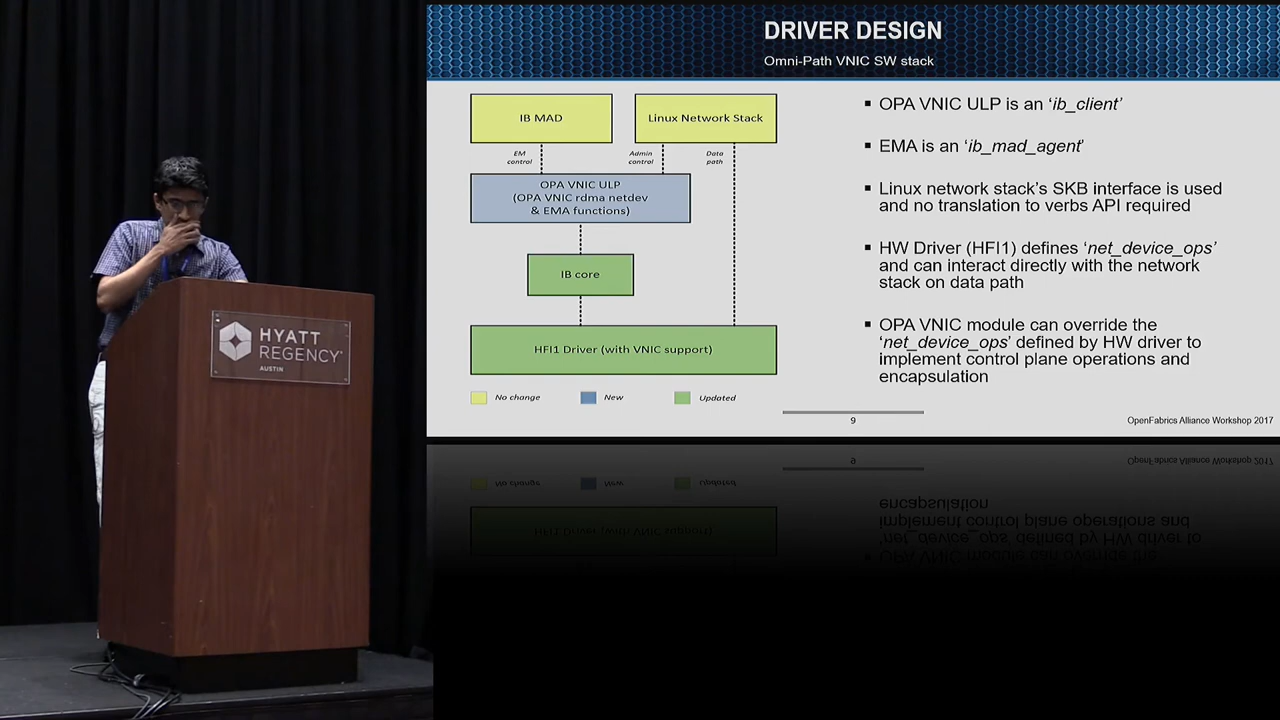 DRIVER DESIGN
Omni-Path VNIC SW stack
IB MAD
Linux Network Stack
EM
control
Admin
control
Data
path
OPA VNIC ULP
(OPA VNIC rdma netdev
& EMA functions)
IB core
HFI1 Driver (with VNIC support)
No change
New
Updated
▪ OPA VNIC ULP is an ‘ib_client’
▪ EMA is an ‘ib_mad_agent’
▪ Linux network stack’s SKB interface is used
and no translation to verbs API required
▪ HW Driver (HFI1) defines ‘net_device_ops’
and can interact directly with the network
stack on data path
▪ OPA VNIC module can override the
‘net_device_ops’ defined by HW driver to
implement control plane operations and
encapsulation
9
OpenFabrics Alliance Workshop 2017
HYATT
REGENCY
AUSTIN